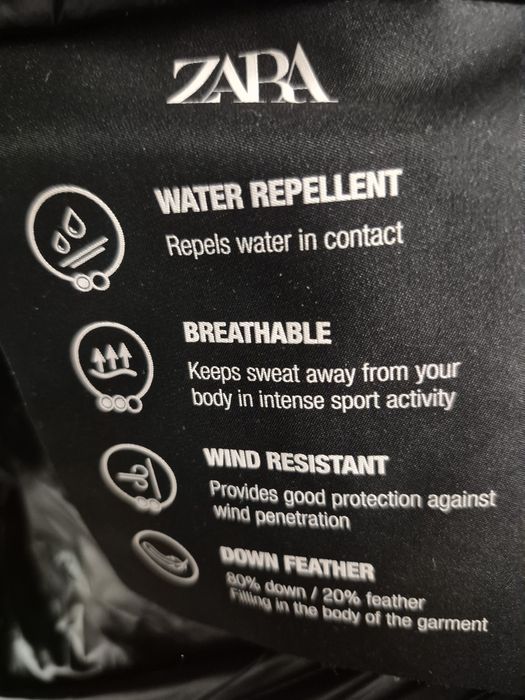 ZARA
WATER REPELLENT
Repels water in contact
BREATHABLE
Keeps sweat away from your
body in intense sport activity
WIND RESISTANT
Provides good protection against
wind penetration
DOWN FEATHER
80% down / 20% feather
Filling in the body of the garment